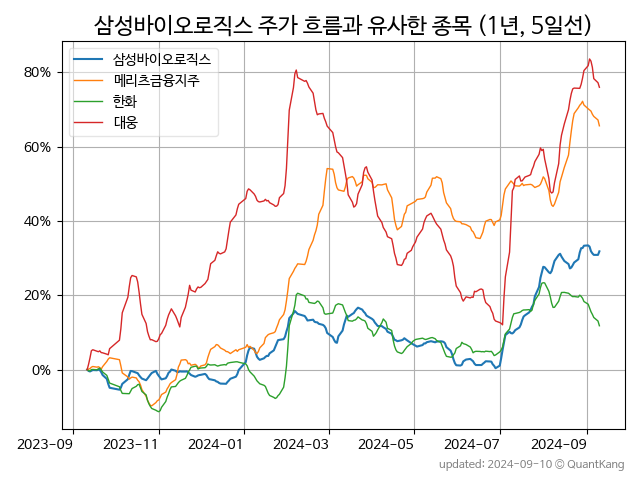 삼성바이오로직스 주가 흐름과 유사한 종목 (1년, 5일선)
삼성바이오로직스
메리츠금융지주
한화
대웅
80%
60%
40%
20%
0%
2023-09
2023-11
2024-01
2024-03
2024-05
2024-07
2024-09
updated: 2024-09-10 © QuantKang